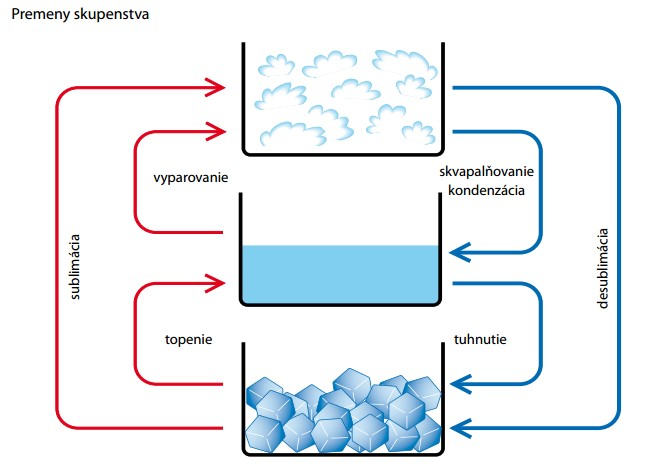 Premeny skupenstva
vyparovanie
skvapalňovanie
kondenzácia
sublimácia
desublimácia
topenie
tuhnutie